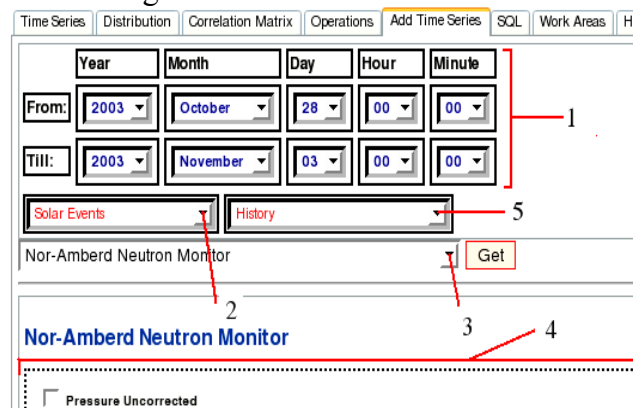 Time Series Distribution Correlation Matrix Operations Add Time Series SQL Work Areas H
Year Month Day Hour Minute
From: 2003 October 28 00 00
1
Till: 2003 November 03 00 00
Solar Events History 5
Nor-Amberd Neutron Monitor Get
2 3 4
Nor-Amberd Neutron Monitor
Pressure Uncorrected